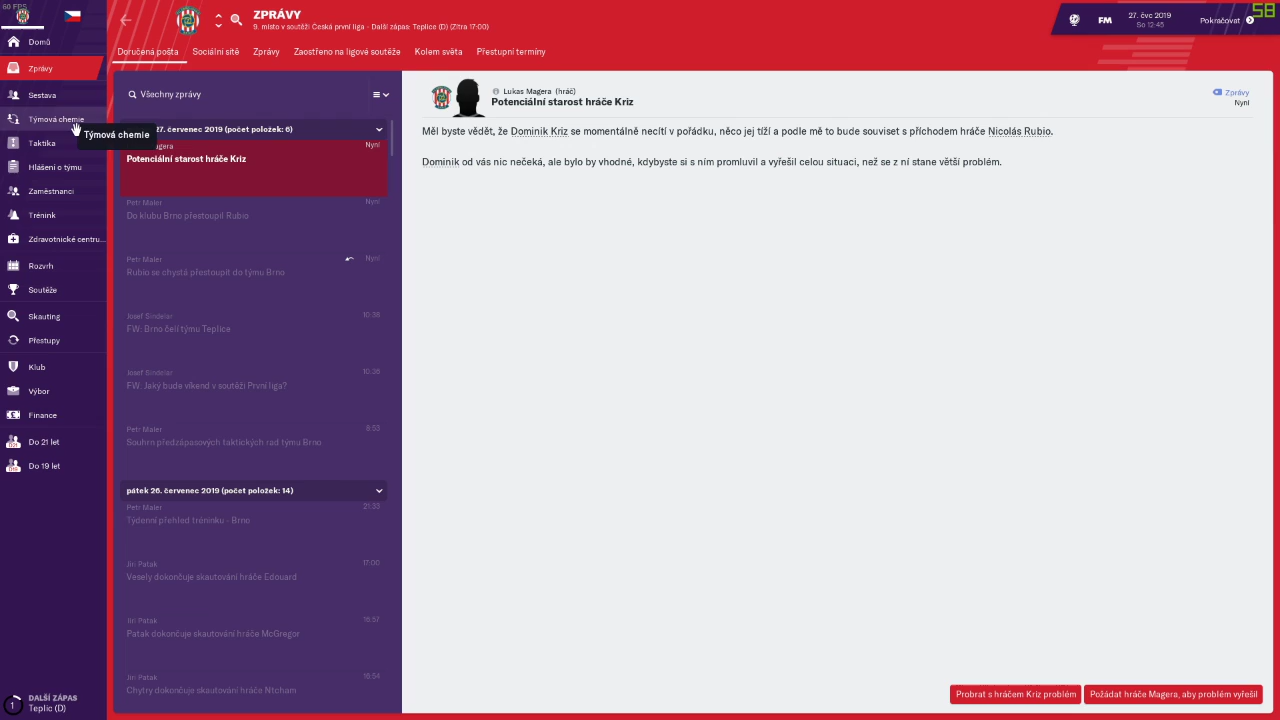 60 FPS
58
ZPRÁVY
9. místo v soutěži Česká první liga - Další zápas: Teplice (D) (Zítra 17:00)
FM
27. čvc 2019
So 12:45
Pokračovat
Doručená pošta
Sociální sítě
Zprávy
Zaostřeno na ligové soutěže
Kolem světa
Přestupní termíny
Domů
Zprávy
Sestava
Týmová chemie
Týmová chemie
Taktika
Hlášení o týmu
Zaměstnanci
Trénink
Zdravotnické centru...
Rozvrh
Soutěže
Skauting
Přestupy
Klub
Výbor
Finance
Do 21 let
Do 19 let
1
DALŠÍ ZÁPAS
Teplic (D)
Všechny zprávy
27. červenec 2019 (počet položek: 6)
Nyní
Potenciální starost hráče Kriz
Petr Maler
Nyní
Do klubu Brno přestoupil Rubio
Petr Maler
Nyní
Rubio se chystá přestoupit do týmu Brno
Josef Sindelar
10:38
FW: Brno čelí týmu Teplice
Josef Sindelar
10:36
FW: Jaký bude víkend v soutěži První liga?
Petr Maler
8:53
Souhrn předzápasových taktických rad týmu Brno
pátek 26. červenec 2019 (počet položek: 14)
Petr Maler
21:33
Týdenní přehled tréninku - Brno
Jiri Patak
17:00
Vesely dokončuje skautování hráče Edouard
Jiri Patak
16:57
Patak dokončuje skautování hráče McGregor
Jiri Patak
16:54
Chytry dokončuje skautování hráče Ntcham
Lukas Magera (hráč)
Potenciální starost hráče Kriz
Zprávy
Nyní
Měl byste vědět, že Dominik Kriz se momentálně necítí v pořádku, něco jej tíží a podle mě to bude souviset s příchodem hráče Nicolás Rubio.
Dominik od vás nic nečeká, ale bylo by vhodné, kdybyste si s ním promluvil a vyřešil celou situaci, než se z ní stane větší problém.
Probrat s hráčem Kriz problém
Požádat hráče Magera, aby problém vyřešil